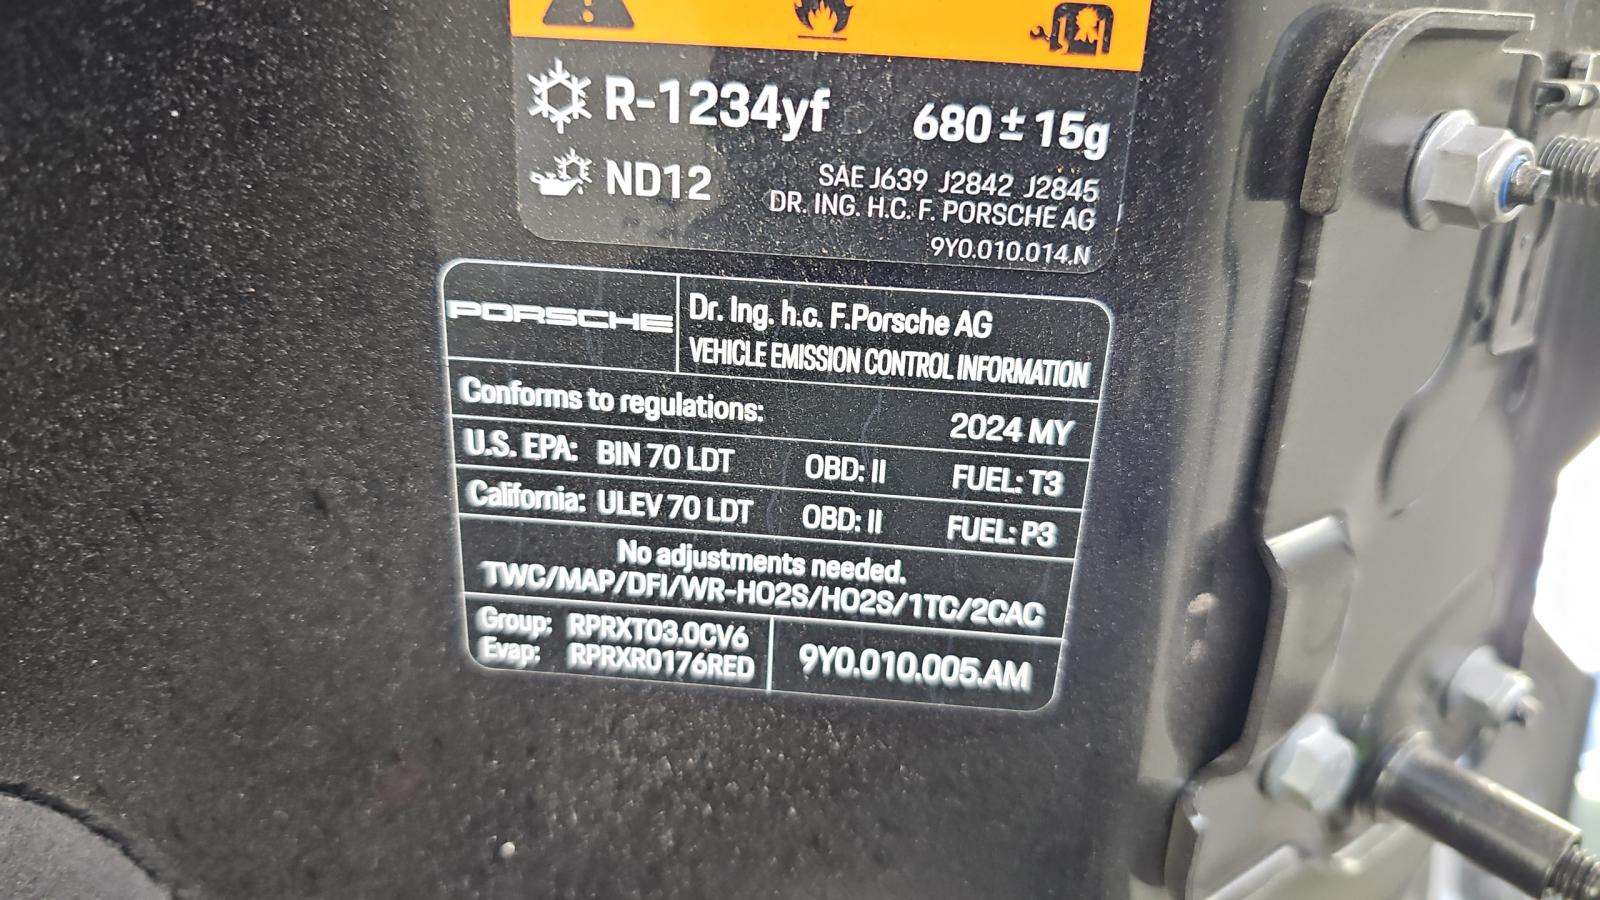 R-1234yf 680 ± 15g
ND12 SAE J639 J2842 J2845
DR. ING. H.C. F. PORSCHE AG
9Y0.010.014.N
PORSCHE Dr. Ing. h.c. F.Porsche AG
VEHICLE EMISSION CONTROL INFORMATION
Conforms to regulations: 2024 MY
U.S. EPA: BIN 70 LDT OBD: II FUEL: T3
California: ULEV 70 LDT OBD: II FUEL: P3
No adjustments needed.
TWC/MAP/DFI/WR-HO2S/HO2S/1TC/2CAC
Group: RPRXT03.0CV6
Evap: RPRXR0176RED
9Y0.010.005.AM